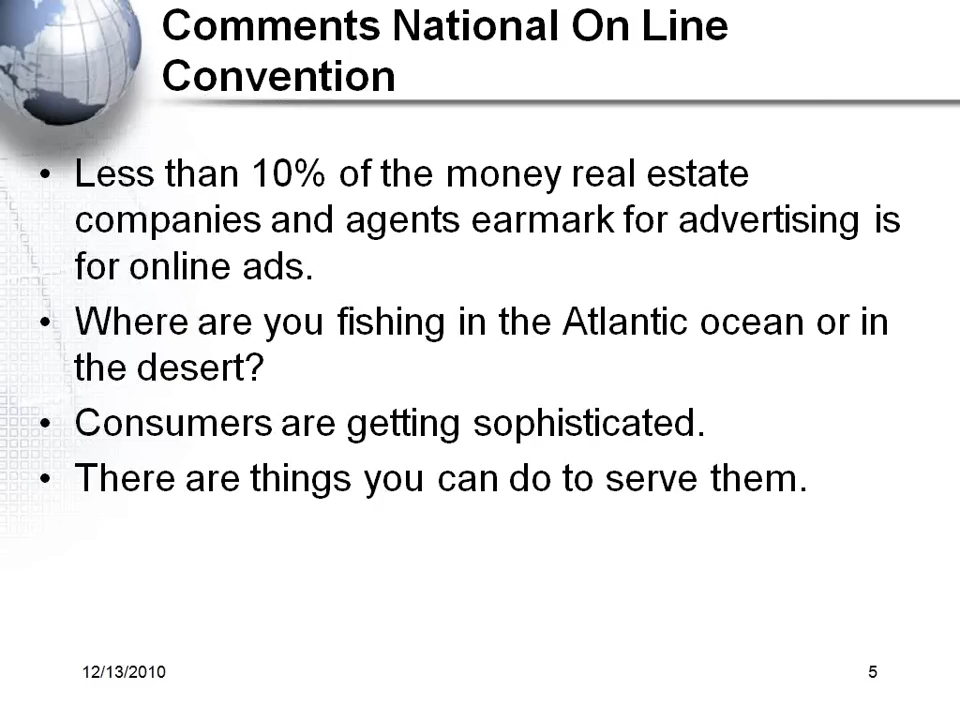 Comments National On Line
Convention
• Less than 10% of the money real estate
companies and agents earmark for advertising is
for online ads.
• Where are you fishing in the Atlantic ocean or in
the desert?
• Consumers are getting sophisticated.
• There are things you can do to serve them.
12/13/2010
5